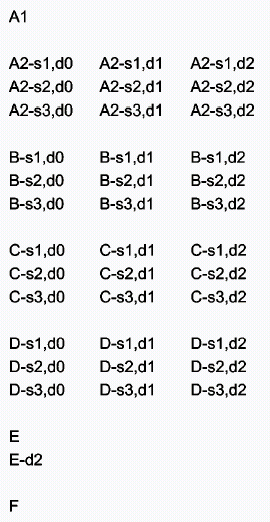 A1
A2-s1,d0 A2-s1,d1 A2-s1,d2
A2-s2,d0 A2-s2,d1 A2-s2,d2
A2-s3,d0 A2-s3,d1 A2-s3,d2
B-s1,d0 B-s1,d1 B-s1,d2
B-s2,d0 B-s2,d1 B-s2,d2
B-s3,d0 B-s3,d1 B-s3,d2
C-s1,d0 C-s1,d1 C-s1,d2
C-s2,d0 C-s2,d1 C-s2,d2
C-s3,d0 C-s3,d1 C-s3,d2
D-s1,d0 D-s1,d1 D-s1,d2
D-s2,d0 D-s2,d1 D-s2,d2
D-s3,d0 D-s3,d1 D-s3,d2
E
E-d2
F